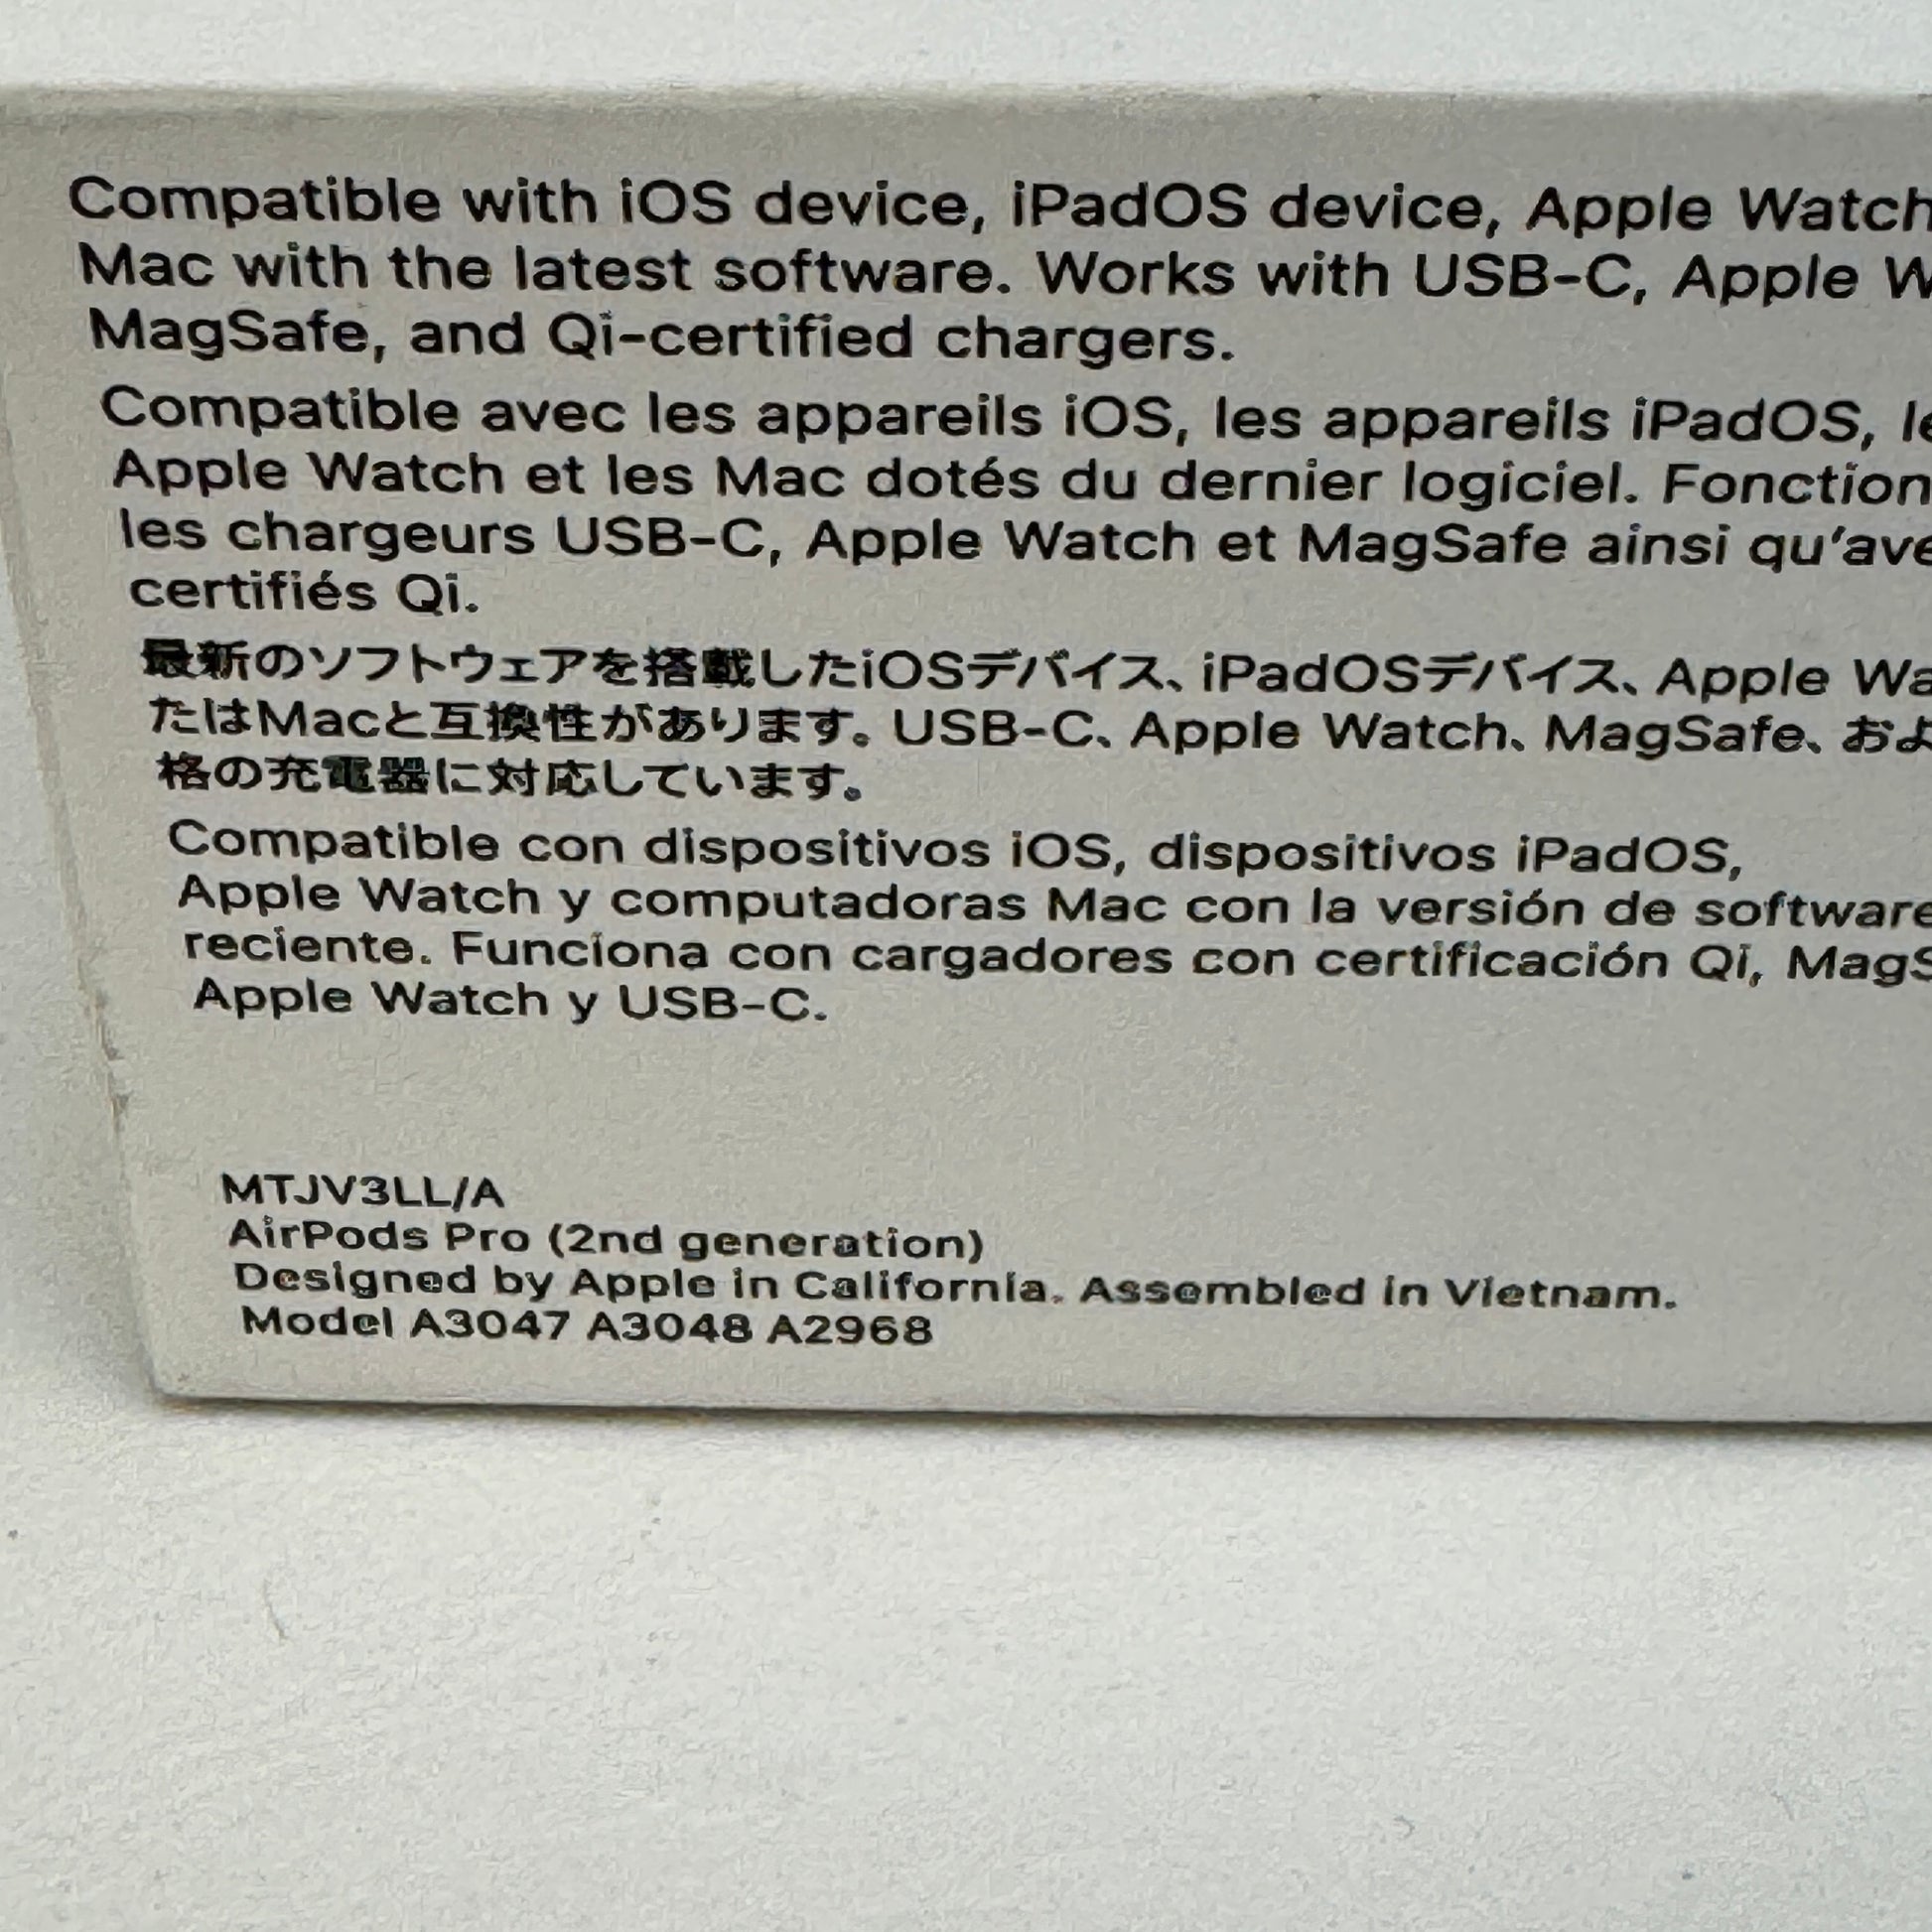 Compatible with iOS device, iPadOS device, Apple Watch
Mac with the latest software. Works with USB-C, Apple W
MagSafe, and Qi-certified chargers.
Compatible avec les appareils iOS, les appareils iPadOS, le
Apple Watch et les Mac dotés du dernier logiciel. Fonction
les chargeurs USB-C, Apple Watch et MagSafe ainsi qu'ave
certifiés Qi.
最新のソフトウェアを搭載したiOSデバイス、iPadOSデバイス、Apple Wa
たはMacと互換性があります。USB-C、Apple Watch、MagSafe、およ
格の充電器に対応しています。
Compatible con dispositivos iOS, dispositivos iPadOS,
Apple Watch y computadoras Mac con la versión de software
reciente. Funciona con cargadores con certificación Qi, MagS
Apple Watch y USB-C.
MTJV3LL/A
AirPods Pro (2nd generation)
Designed by Apple in California. Assembled in Vietnam.
Model A3047 A3048 A2968